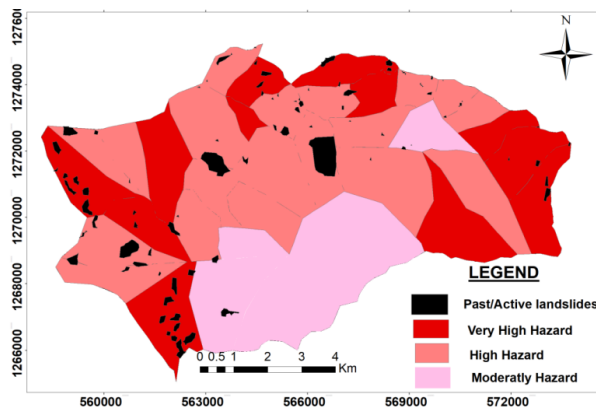 12760
N
1274000
1272000
1270000
1268000
1266000
LEGEND
Past/Active landslides
Very High Hazard
High Hazard
Moderatly Hazard
0 0.5 1 2 3 4
Km
560000 563000 566000 569000 572000